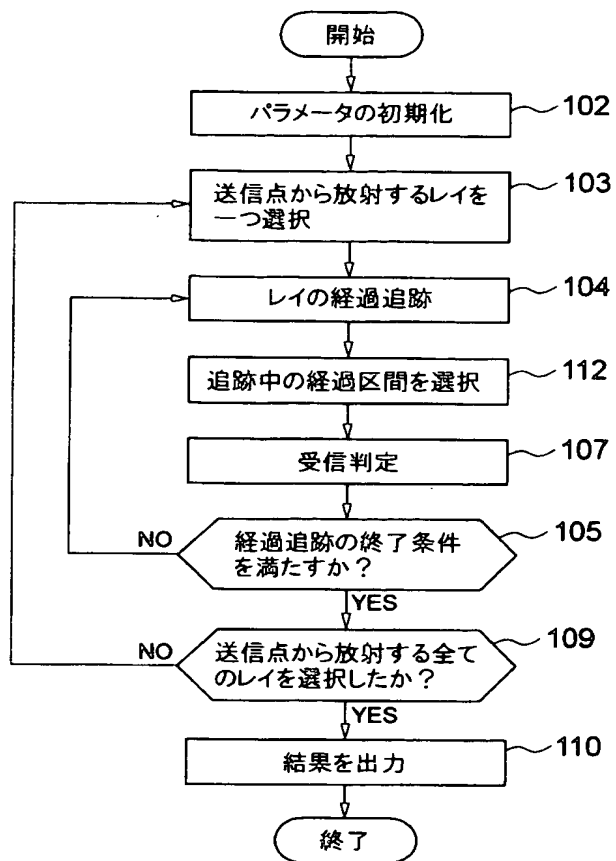 開始
パラメータの初期化
102
送信点から放射するレイを
一つ選択
103
レイの経過追跡
104
追跡中の経過区間を選択
112
受信判定
107
経過追跡の終了条件
を満たすか？
105
NO
YES
送信点から放射する全て
のレイを選択したか？
109
NO
YES
結果を出力
110
終了